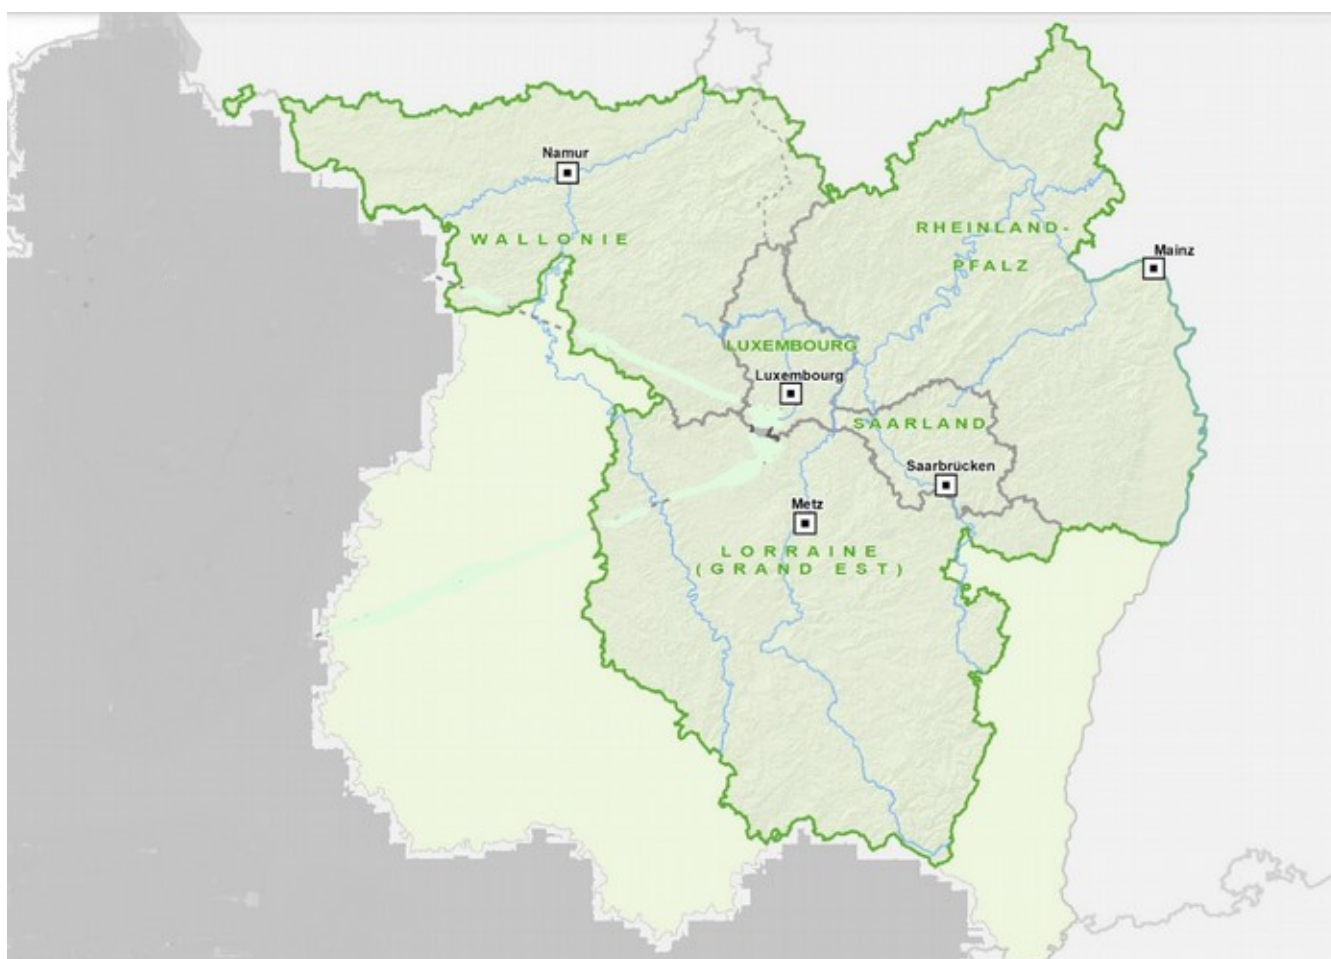 Namur
WALLONIE
RHEINLAND-
PFALZ
Mainz
LUXEMBOURG
Luxembourg
SAARLAND
Saarbrücken
Metz
LORRAINE
(GRAND EST)